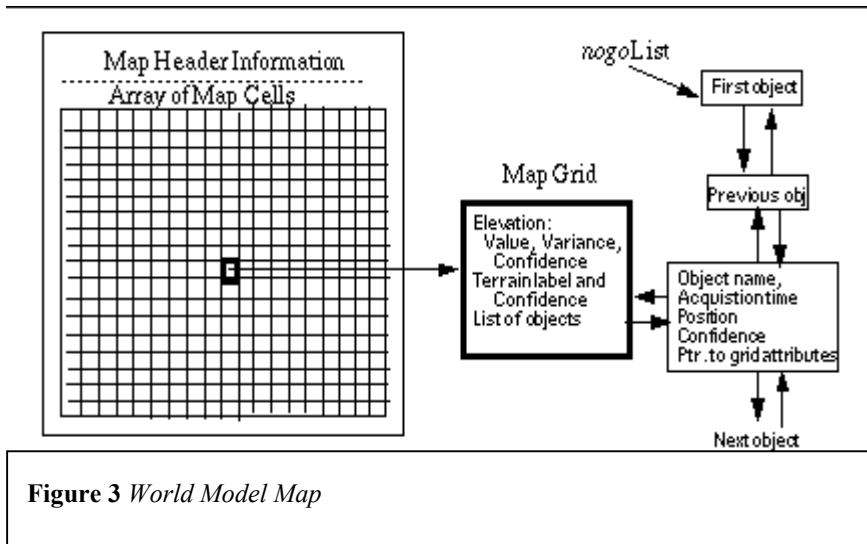 Map Header Information
Array of Map Cells
nogoList
First object
Previous obj
Map Grid
Elevation:
Value, Variance,
Confidence
Terrain label and
Confidence
List of objects
Object name,
Acquistion time
Position
Confidence
Ptr. to grid attributes
Next object
Figure 3 World Model Map